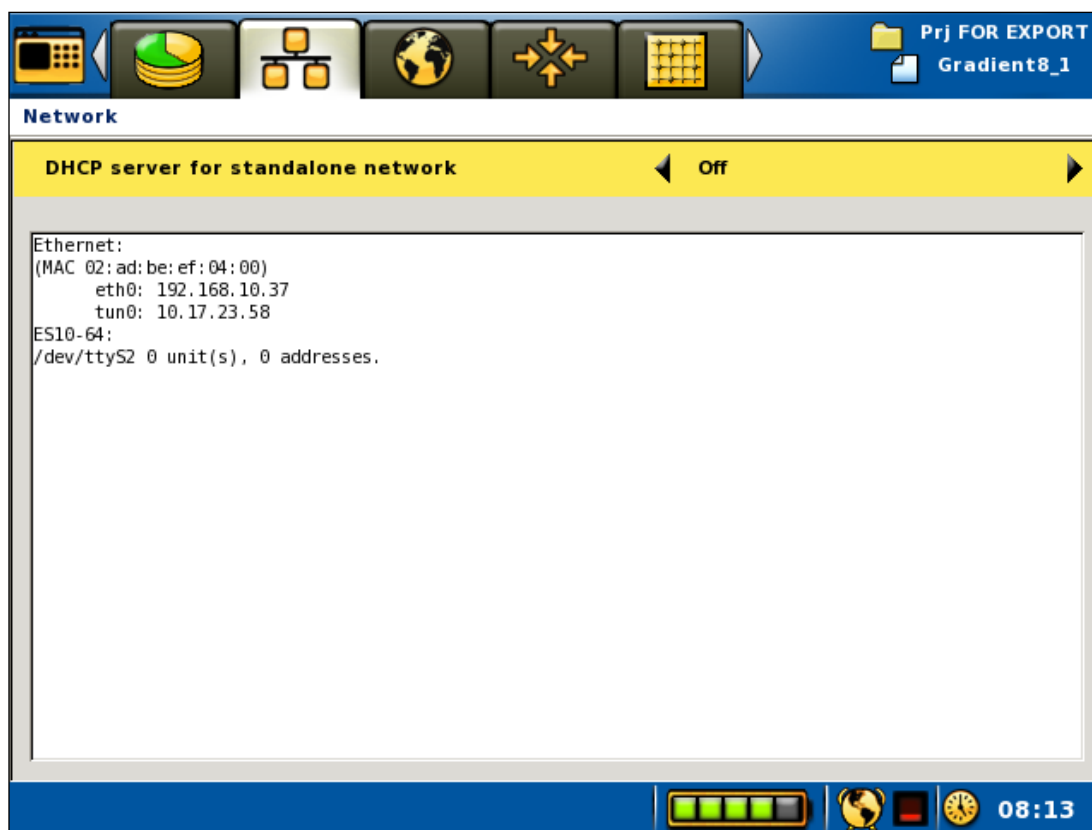 Prj FOR EXPORT
Gradient8_1
Network
DHCP server for standalone network Off
Ethernet:
(MAC 02:ad:be:ef:04:00)
eth0: 192.168.10.37
tun0: 10.17.23.58
ES10-64:
/dev/ttyS2 0 unit(s), 0 addresses.
08:13